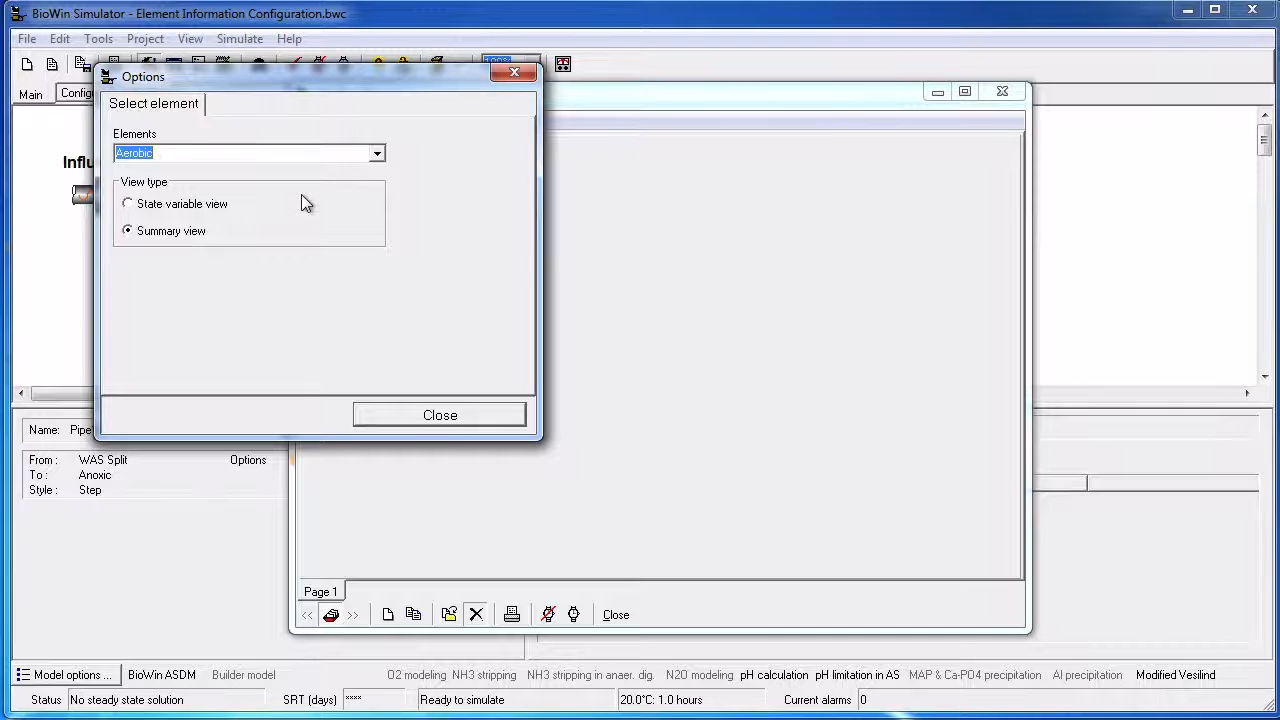 BioWin Simulator - Element Information Configuration.bwc
File Edit Tools Project View Simulate Help
Options
Main
Select element
Elements
Aerobic
View type
State variable view
Summary view
Close
Name:
From : WAS Split Options
To : Anoxic
Style : Step
Page 1
<< >> Close
Model options ... BioWin ASDM Builder model O2 modeling NH3 stripping NH3 stripping in anaer. dig. N2O modeling pH calculation pH limitation in AS MAP & Ca-PO4 precipitation Al precipitation Modified Vesilind
Status No steady state solution SRT (days) **** Ready to simulate 20.0°C: 1.0 hours Current alarms 0